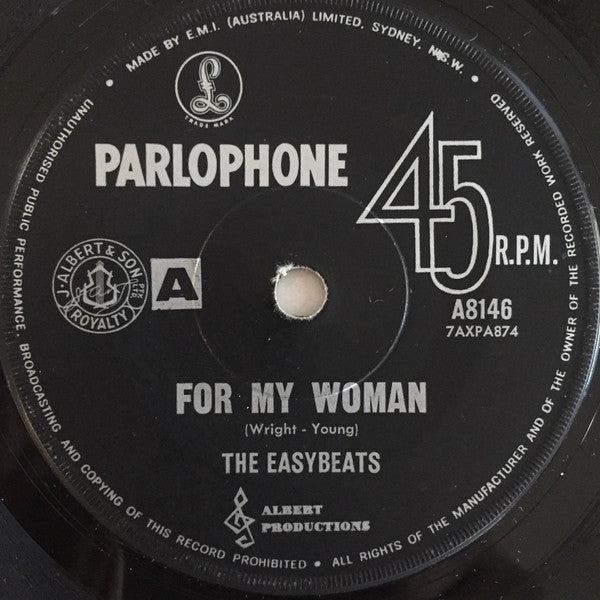 MADE BY E.M.I. (AUSTRALIA) LIMITED, SYDNEY, N.S.W. •
UNAUTHORISED PUBLIC PERFORMANCE, BROADCASTING AND COPYING OF THIS RECORD PROHIBITED • ALL RIGHTS OF THE MANUFACTURER AND OF THE OWNER OF THE RECORDED WORK RESERVED
£
TRADE MARK
PARLOPHONE
45
R.P.M.
J. ALBERT & SON PTY. LTD.
ROYALTY
A
A8146
7AXPA874
FOR MY WOMAN
(Wright - Young)
THE EASYBEATS
ALBERT
PRODUCTIONS